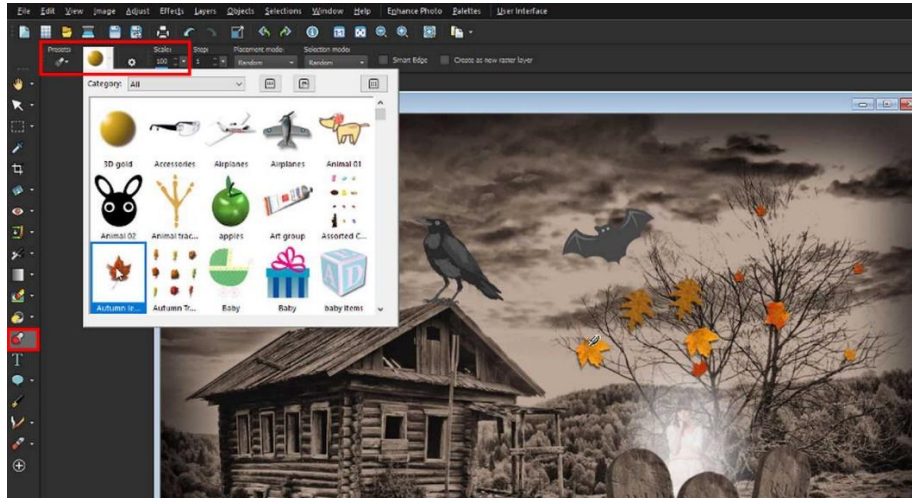 File Edit View Image Adjust Effects Layers Objects Selections Window Help Enhance Photo Palettes User Interface
Presets Scale: Step: Placement mode: Selection mode:
100 1 Random Random Smart Edge Create as new raster layer
Category: All
3D gold Accessories Airplanes Airplanes Animal 01
Animal 02 Animal trac... apples Art group Assorted C...
Autumn le... Autumn Tr... Baby Baby baby items
A D
T